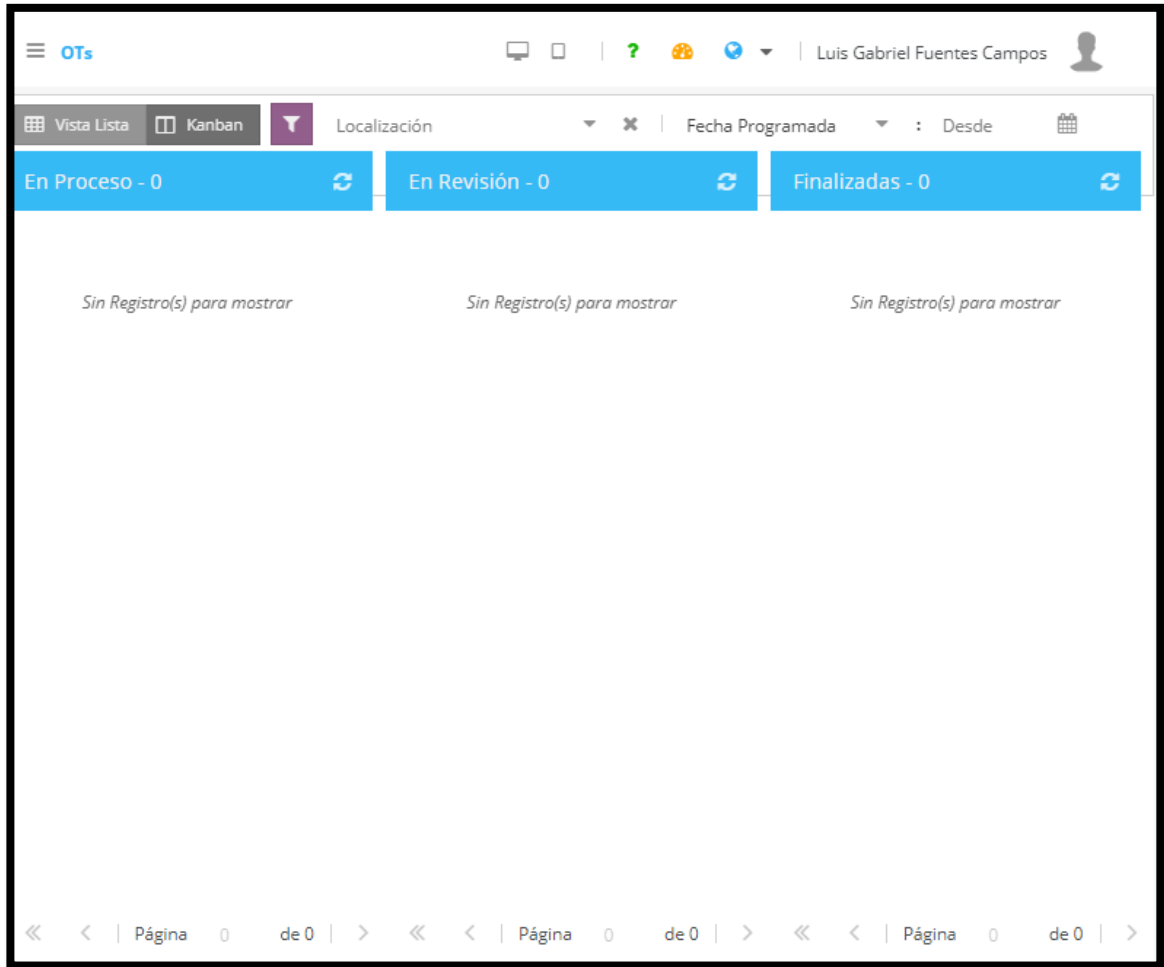 OTs ? Luis Gabriel Fuentes Campos
Vista Lista Kanban Localización Fecha Programada : Desde
En Proceso - 0 En Revisión - 0 Finalizadas - 0
Sin Registro(s) para mostrar Sin Registro(s) para mostrar Sin Registro(s) para mostrar
Página 0 de 0 Página 0 de 0 Página 0 de 0